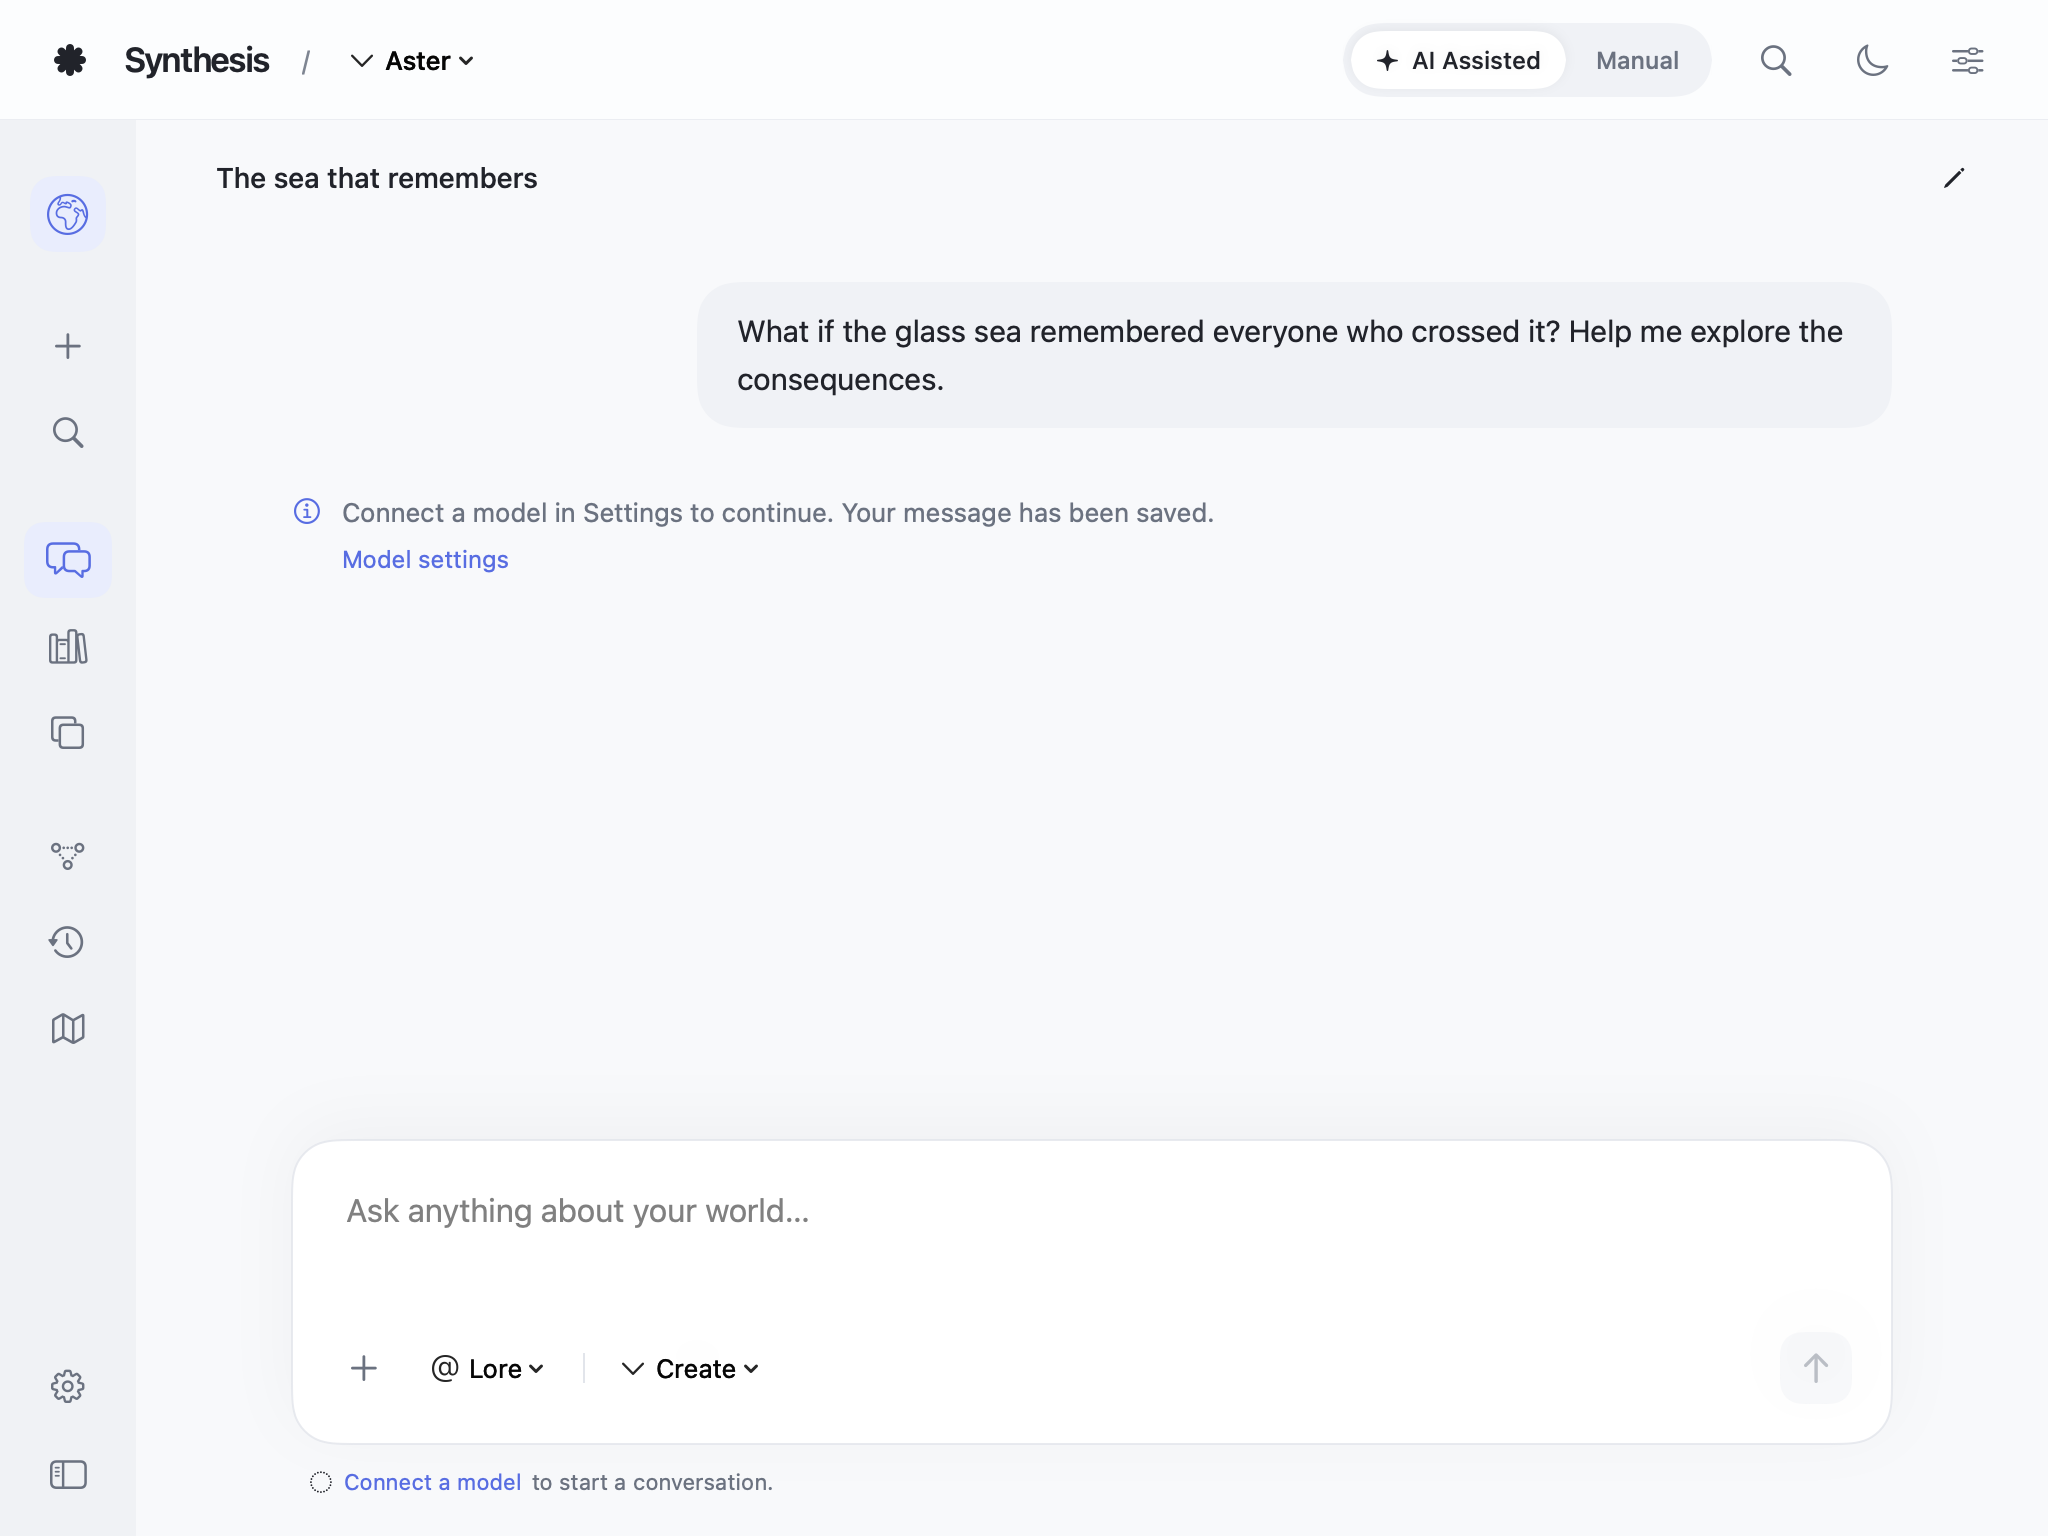 Synthesis / Aster
AI Assisted
Manual
The sea that remembers
What if the glass sea remembered everyone who crossed it? Help me explore the
consequences.
Connect a model in Settings to continue. Your message has been saved.
Model settings
Ask anything about your world...
@ Lore
Create
Connect a model to start a conversation.